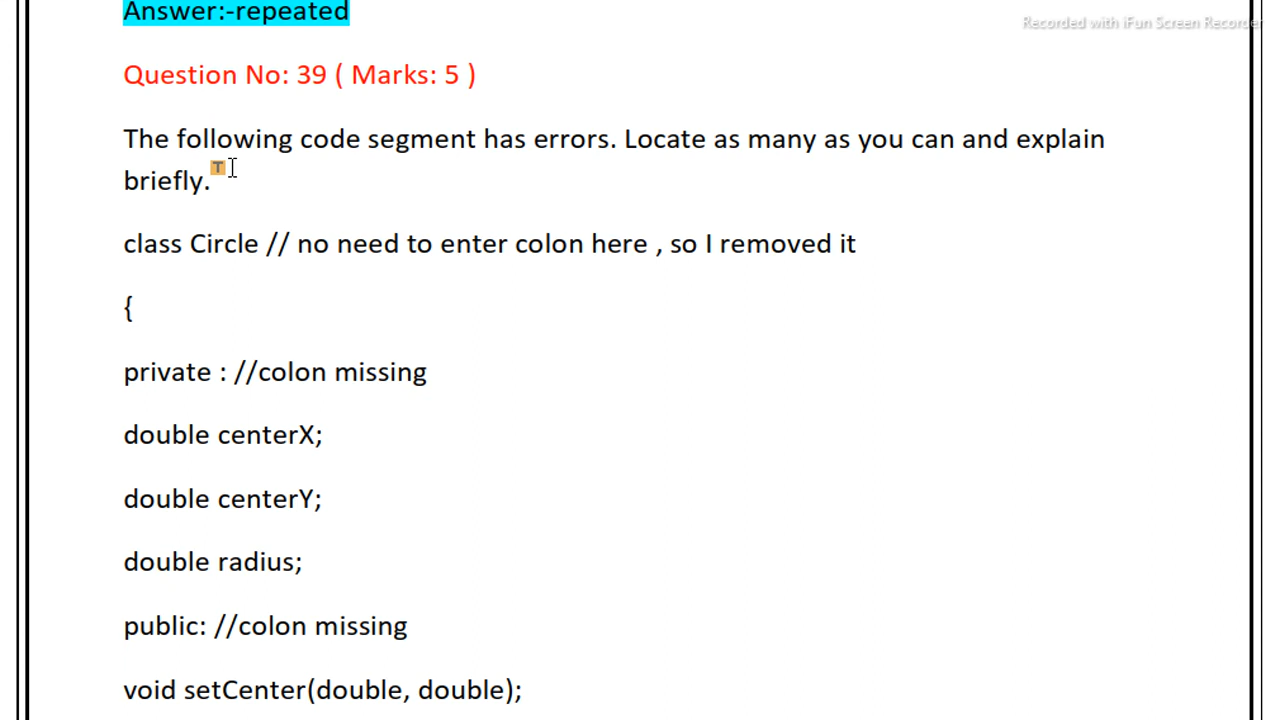 Answer:-repeated
Recorded with iFun Screen Recorder
Question No: 39 ( Marks: 5 )
The following code segment has errors. Locate as many as you can and explain
briefly.
T
class Circle // no need to enter colon here , so I removed it
{
private : //colon missing
double centerX;
double centerY;
double radius;
public: //colon missing
void setCenter(double, double);